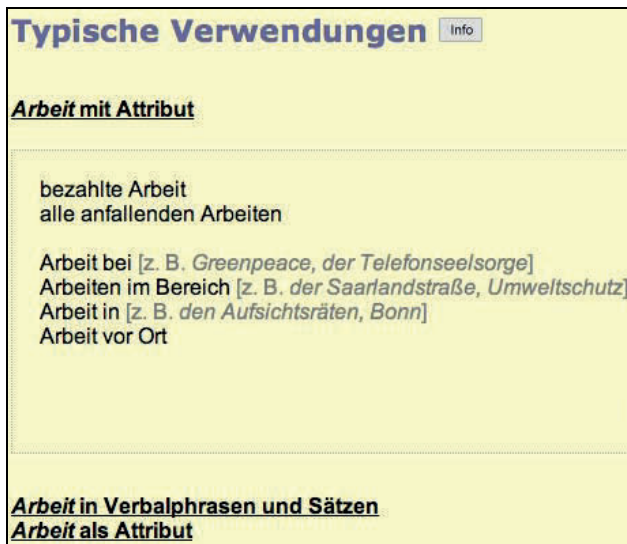 Typische Verwendungen Info
Arbeit mit Attribut
bezahlte Arbeit
alle anfallenden Arbeiten
Arbeit bei [z. B. Greenpeace, der Telefonseelsorge]
Arbeiten im Bereich [z. B. der Saarlandstraße, Umweltschutz]
Arbeit in [z. B. den Aufsichtsräten, Bonn]
Arbeit vor Ort
Arbeit in Verbalphrasen und Sätzen
Arbeit als Attribut